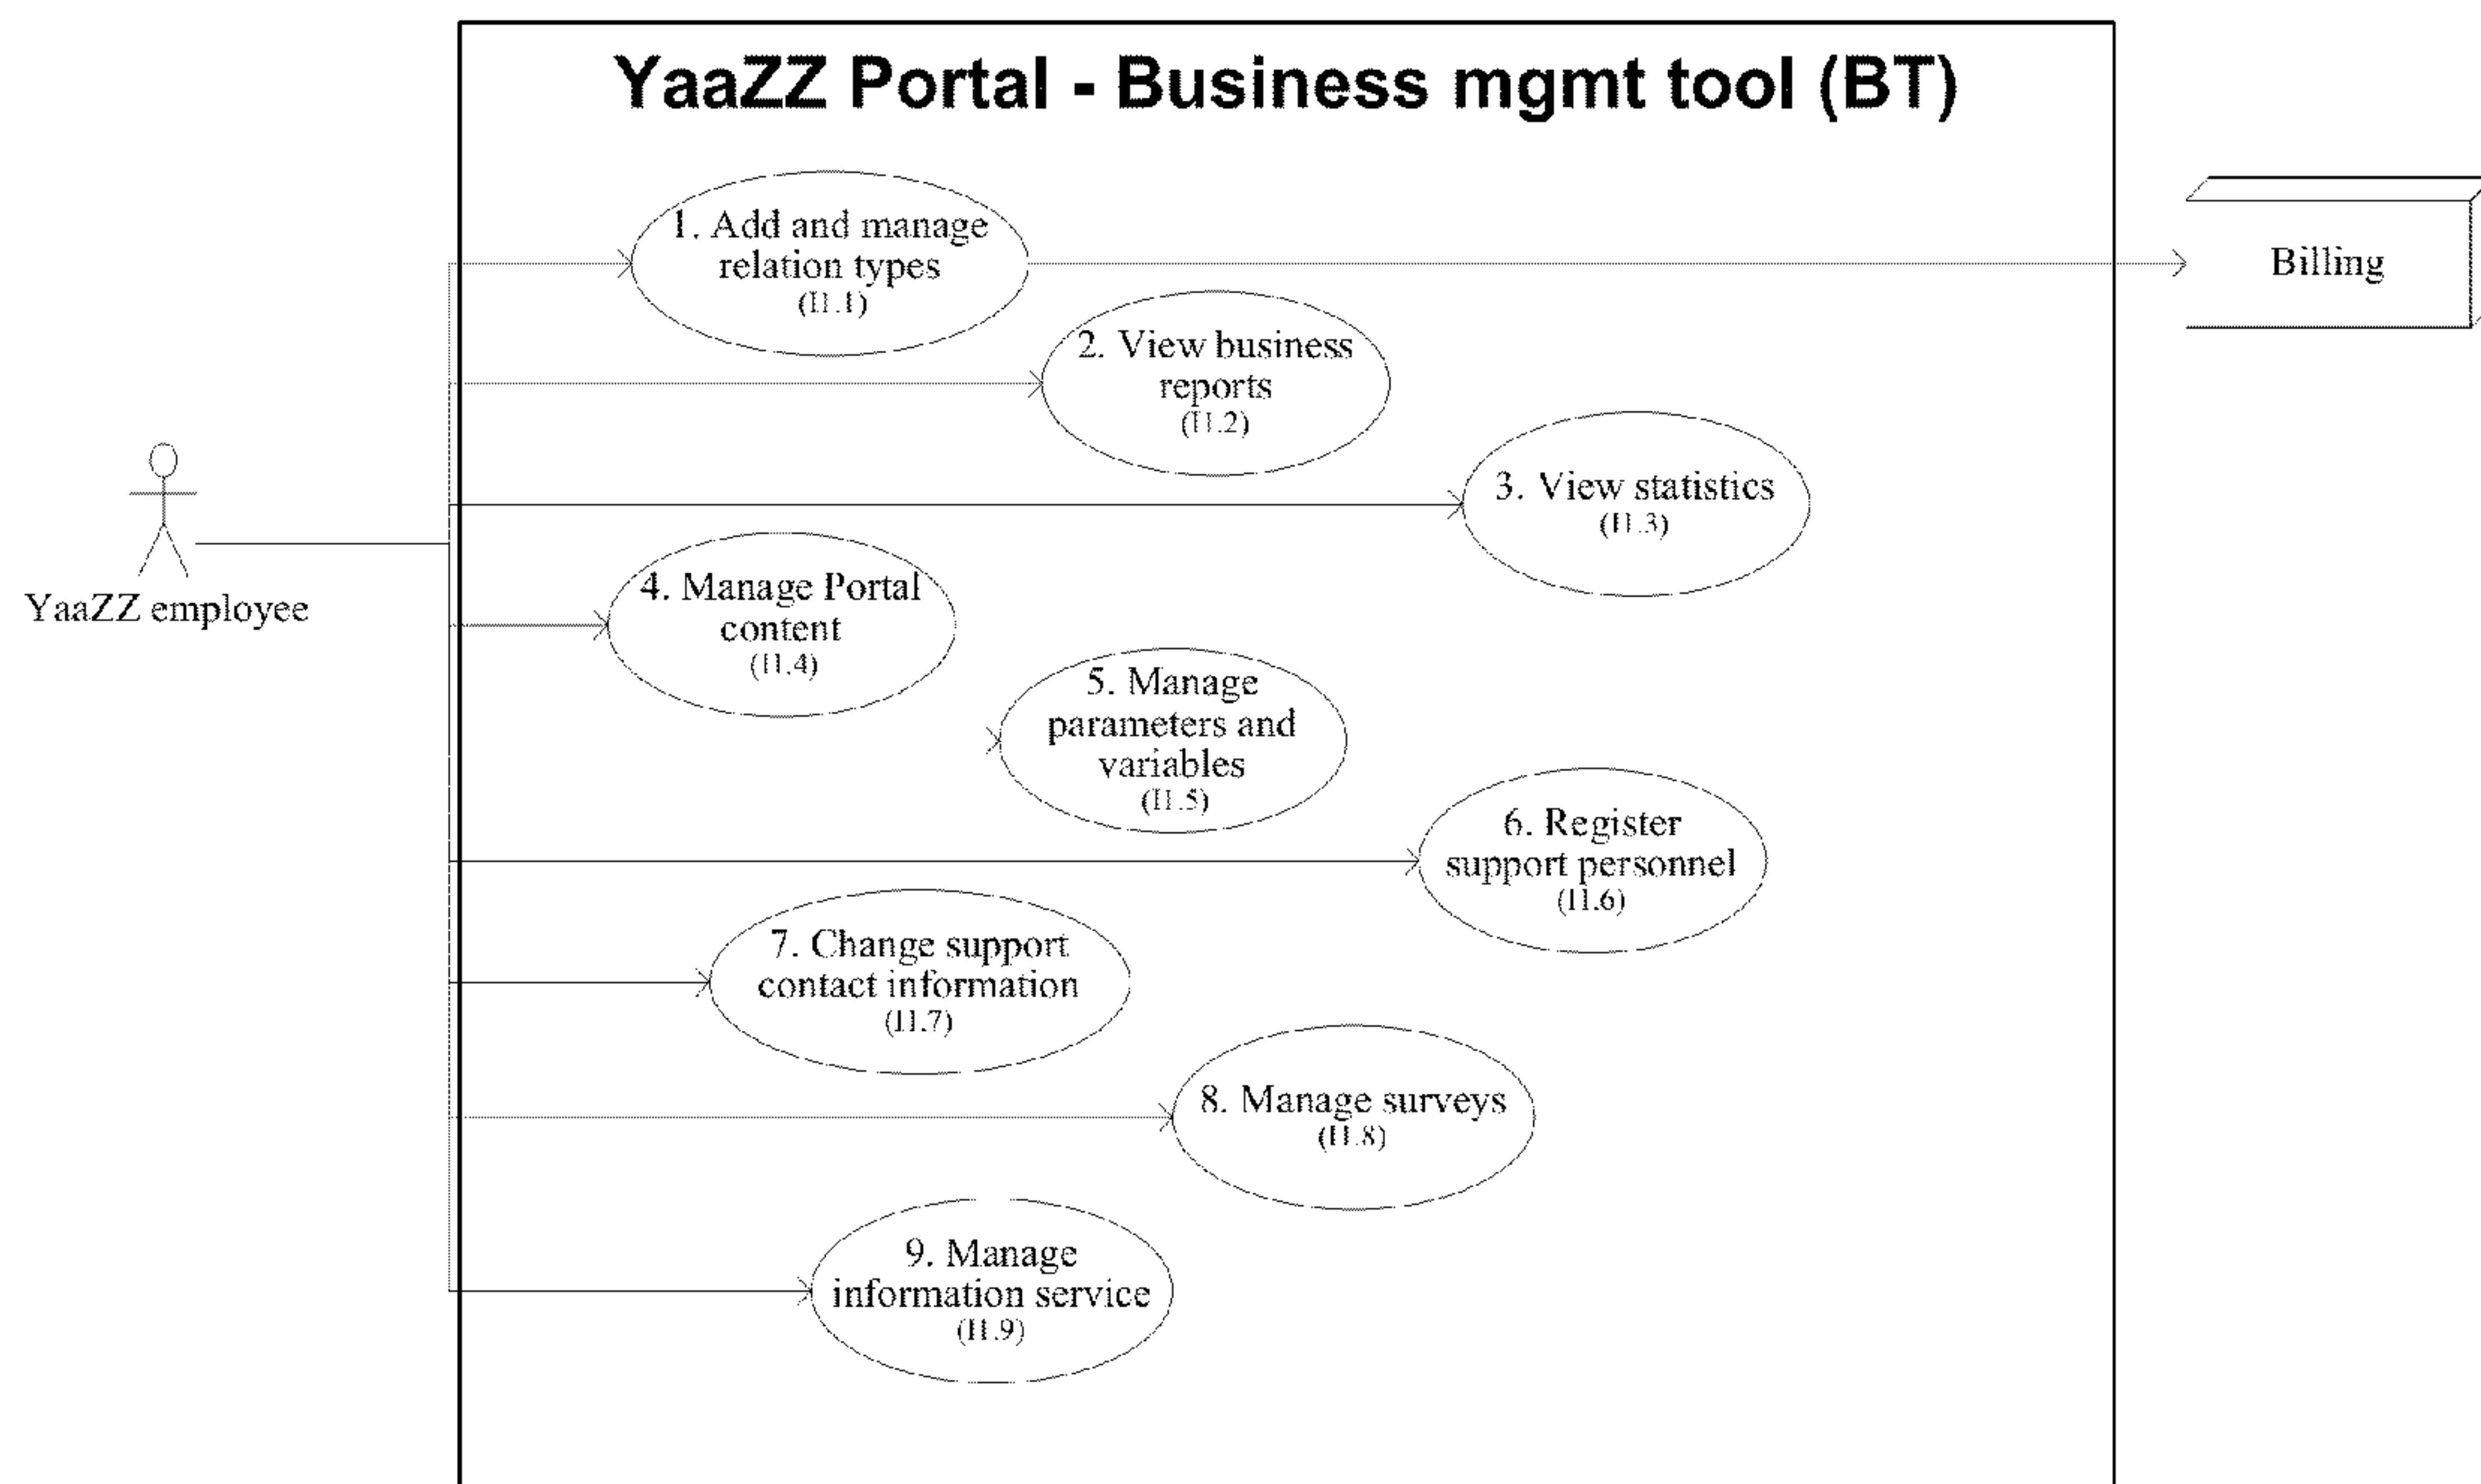 YaaZZ Portal - Business mgmt tool (BT)
1. Add and manage
relation types
(II.1)
Billing
2. View business
reports
(II.2)
3. View statistics
(II.3)
YaaZZ employee
4. Manage Portal
content
(II.4)
5. Manage
parameters and
variables
(II.5)
6. Register
support personnel
(II.6)
7. Change support
contact information
(II.7)
8. Manage surveys
(II.8)
9. Manage
information service
(II.9)